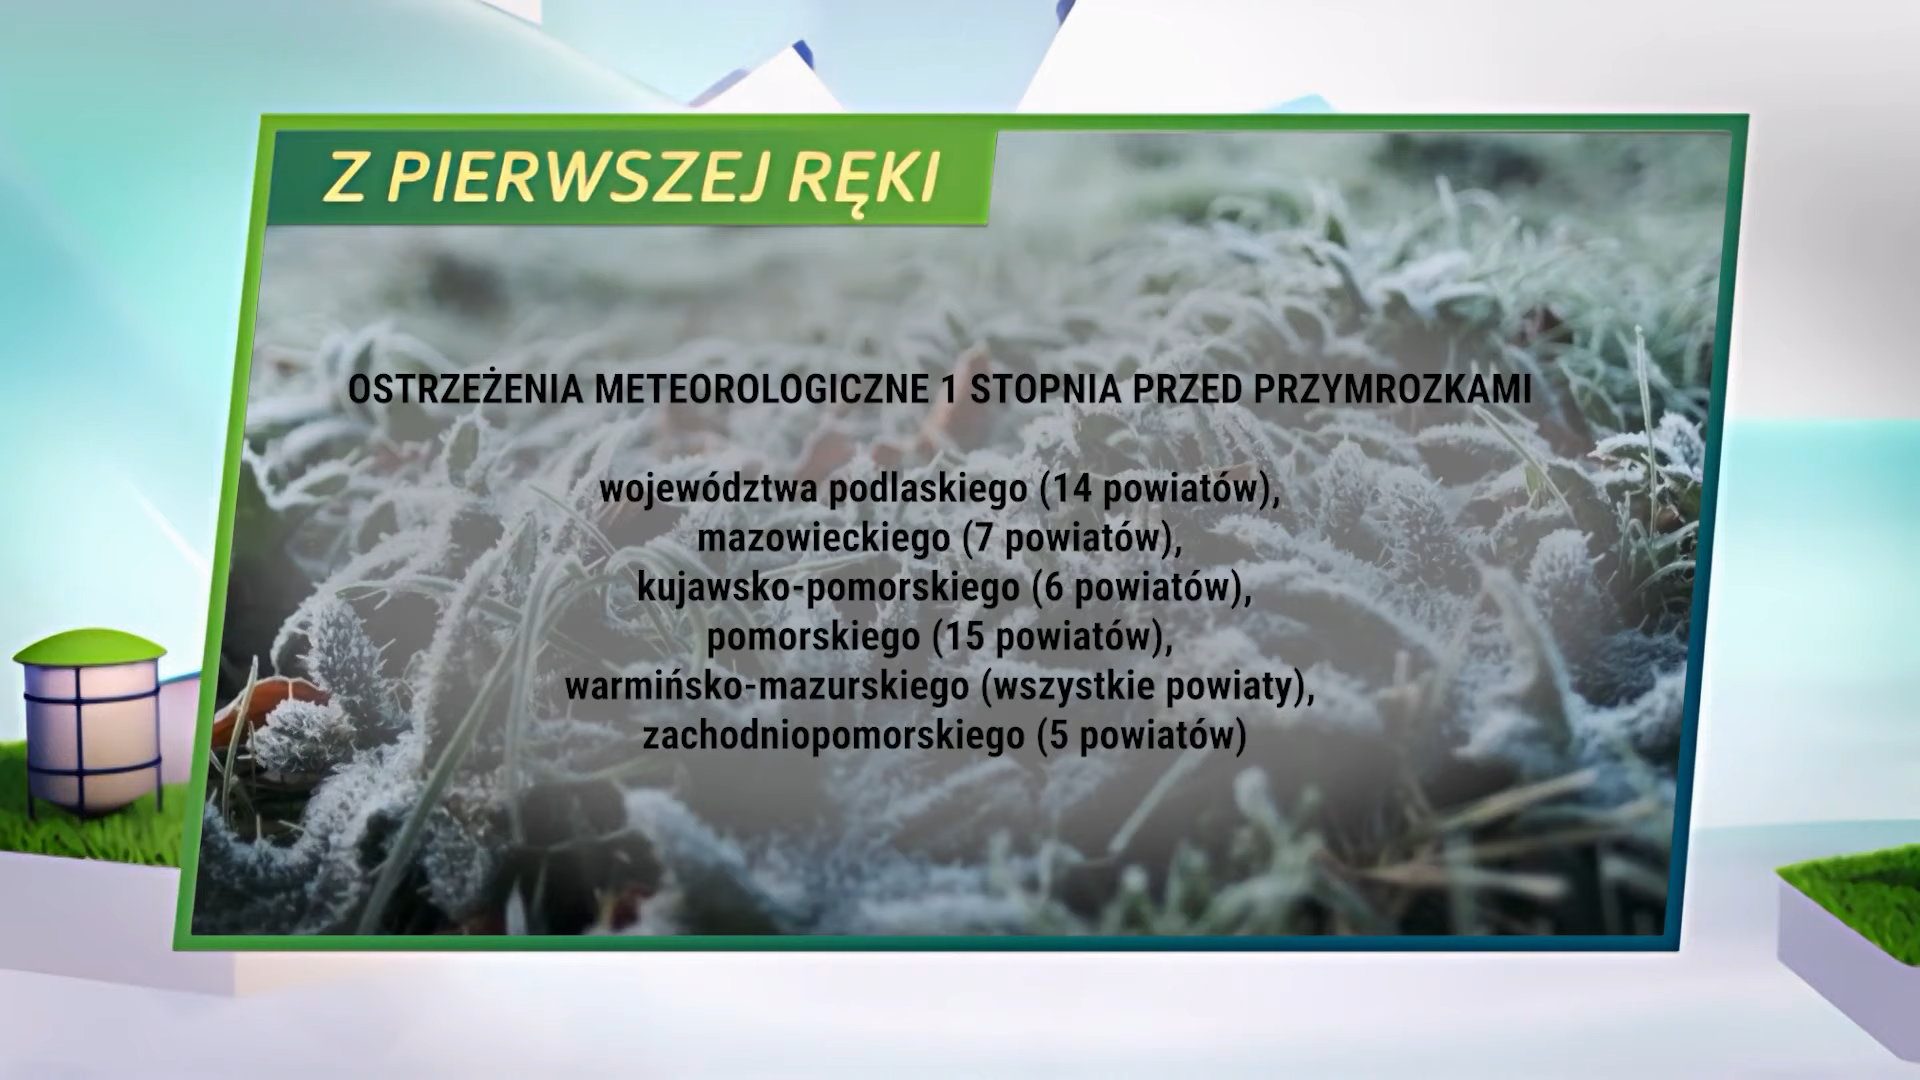 Z PIERWSZEJ RĘKI
OSTRZEŻENIA METEOROLOGICZNE 1 STOPNIA PRZED PRZYMROZKAMI
województwa podlaskiego (14 powiatów),
mazowieckiego (7 powiatów),
kujawsko-pomorskiego (6 powiatów),
pomorskiego (15 powiatów),
warmińsko-mazurskiego (wszystkie powiaty),
zachodniopomorskiego (5 powiatów)